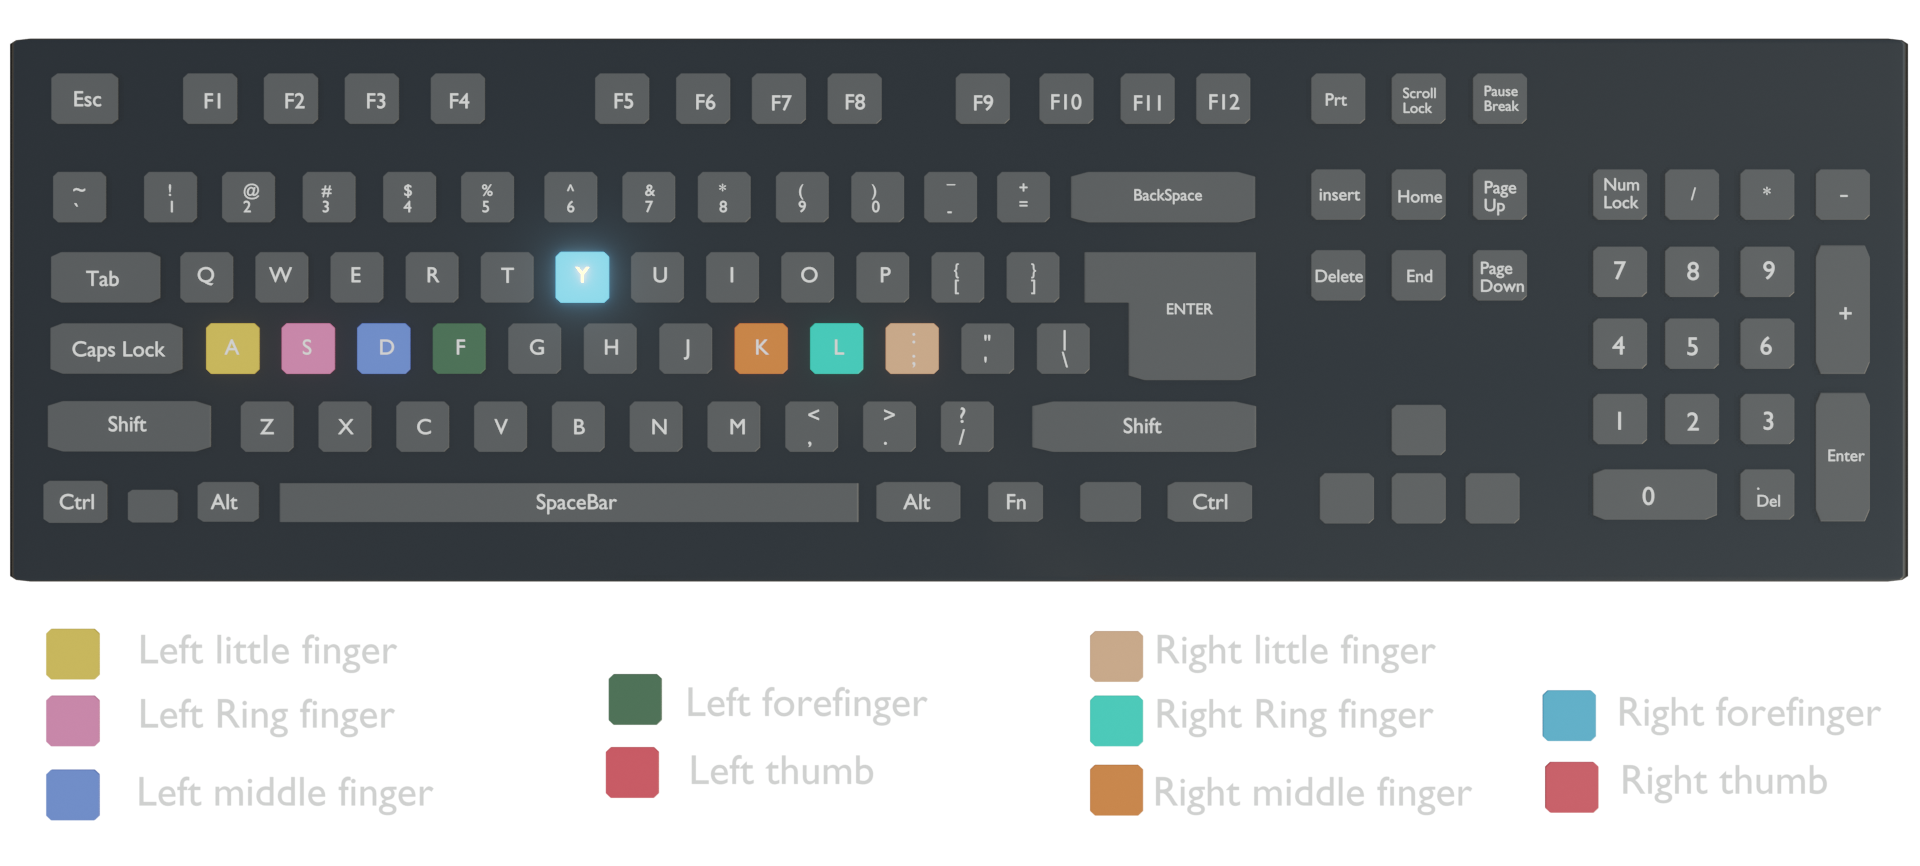 Esc F1 F2 F3 F4 F5 F6 F7 F8 F9 F10 F11 F12 Prt Scroll Lock Pause Break
~ ` ! 1 @ 2 # 3 $ 4 % 5 ^ 6 & 7 * 8 ( 9 ) 0 _ - + = BackSpace insert Home Page Up Num Lock / * -
Tab Q W E R T Y U I O P { [ } ] ENTER Delete End Page Down 7 8 9 +
Caps Lock A S D F G H J K L : ; " ' | \ 4 5 6
Shift Z X C V B N M < , > . ? / Shift 1 2 3 Enter
Ctrl Alt SpaceBar Alt Fn Ctrl 0 . Del
Left little finger
Left Ring finger
Left middle finger
Left forefinger
Left thumb
Right little finger
Right Ring finger
Right middle finger
Right forefinger
Right thumb